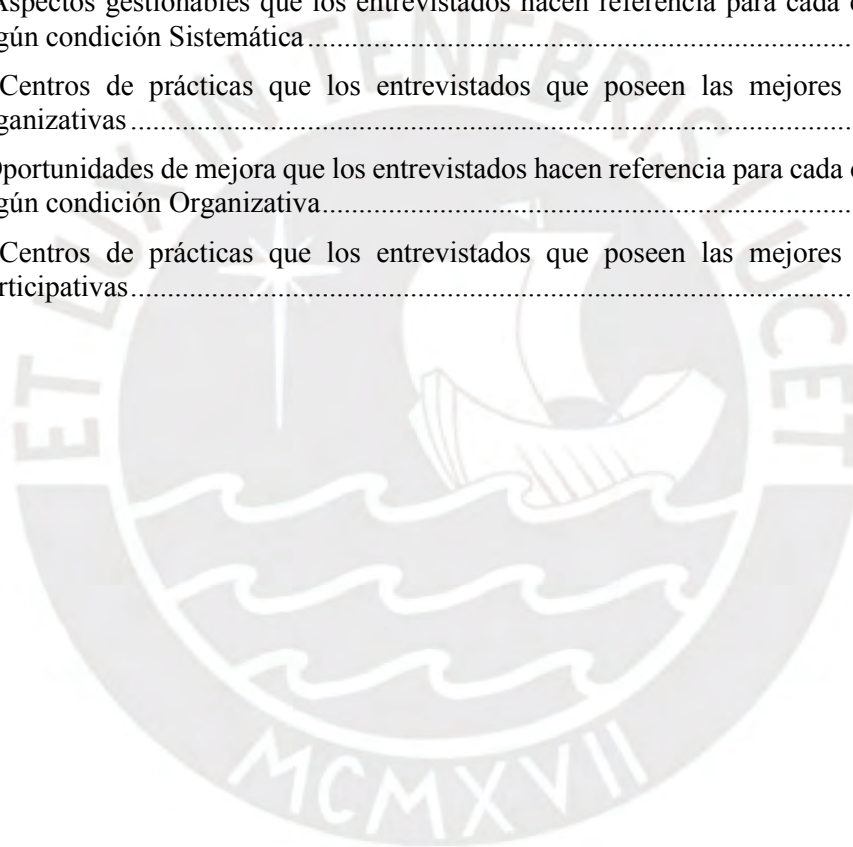 Aspectos gestionables que los entrevistados hacen referencia para cada
gún condición Sistemática
Centros de prácticas que los entrevistados que poseen las mejores
ganizativas
Oportunidades de mejora que los entrevistados hacen referencia para cada
gún condición Organizativa
Centros de prácticas que los entrevistados que poseen las mejores
rticipativas
ET LUX IN TENEBRIS LUCET
MCMXVII